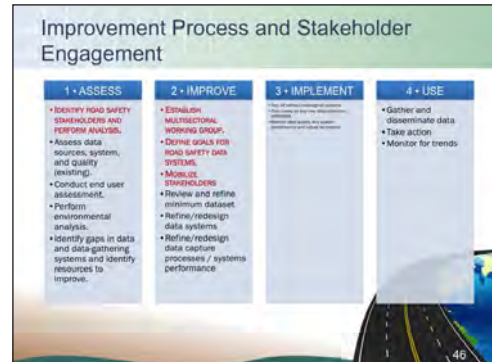 Improvement Process and Stakeholder
Engagement
1 • ASSESS
• IDENTIFY ROAD SAFETY
STAKEHOLDERS AND
PERFORM ANALYSIS.
• Assess data
sources, system,
and quality
(existing).
• Conduct end user
assessment.
• Perform
environmental
analysis.
• Identify gaps in data
and data-gathering
systems and identify
resources to
improve.
2 • IMPROVE
• ESTABLISH
MULTISECTORAL
WORKING GROUP.
• DEFINE GOALS FOR
ROAD SAFETY DATA
SYSTEMS.
• MOBILIZE
STAKEHOLDERS
• Review and refine
minimum dataset
• Refine/redesign
data systems
• Refine/redesign
data capture
processes / systems
performance
3 • IMPLEMENT
4 • USE
• Gather and
disseminate data
• Take action
• Monitor for trends
46